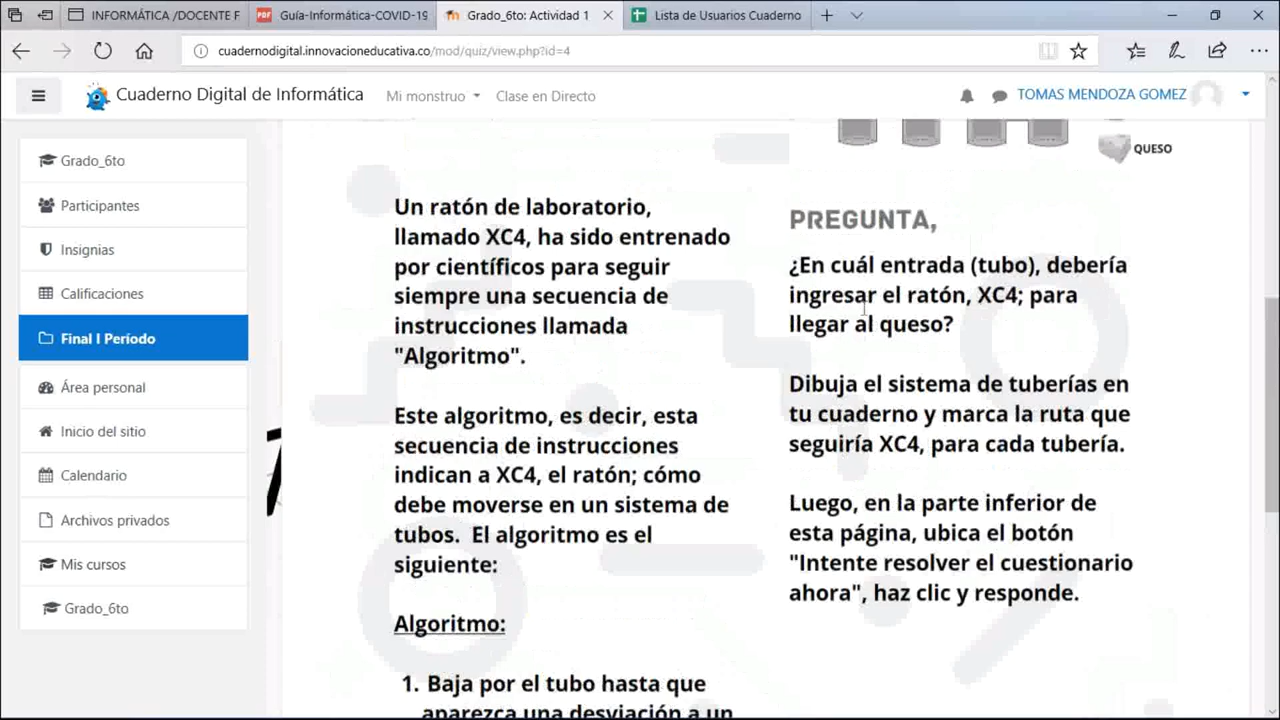 INFORMÁTICA /DOCENTE F
Guía-Informática-COVID-19
Grado_6to: Actividad 1
Lista de Usuarios Cuaderno
cuadernodigital.innovacioneducativa.co/mod/quiz/view.php?id=4
Cuaderno Digital de Informática
Mi monstruo
Clase en Directo
TOMAS MENDOZA GOMEZ
Grado_6to
Participantes
Insignias
Calificaciones
Final I Período
Área personal
Inicio del sitio
Calendario
Archivos privados
Mis cursos
Grado_6to
QUESO
Un ratón de laboratorio,
llamado XC4, ha sido entrenado
por científicos para seguir
siempre una secuencia de
instrucciones llamada
"Algoritmo".
Este algoritmo, es decir, esta
secuencia de instrucciones
indican a XC4, el ratón; cómo
debe moverse en un sistema de
tubos. El algoritmo es el
siguiente:
Algoritmo:
1. Baja por el tubo hasta que
aparezca una desviación a un
PREGUNTA,
¿En cuál entrada (tubo), debería
ingresar el ratón, XC4; para
llegar al queso?
Dibuja el sistema de tuberías en
tu cuaderno y marca la ruta que
seguiría XC4, para cada tubería.
Luego, en la parte inferior de
esta página, ubica el botón
"Intente resolver el cuestionario
ahora", haz clic y responde.